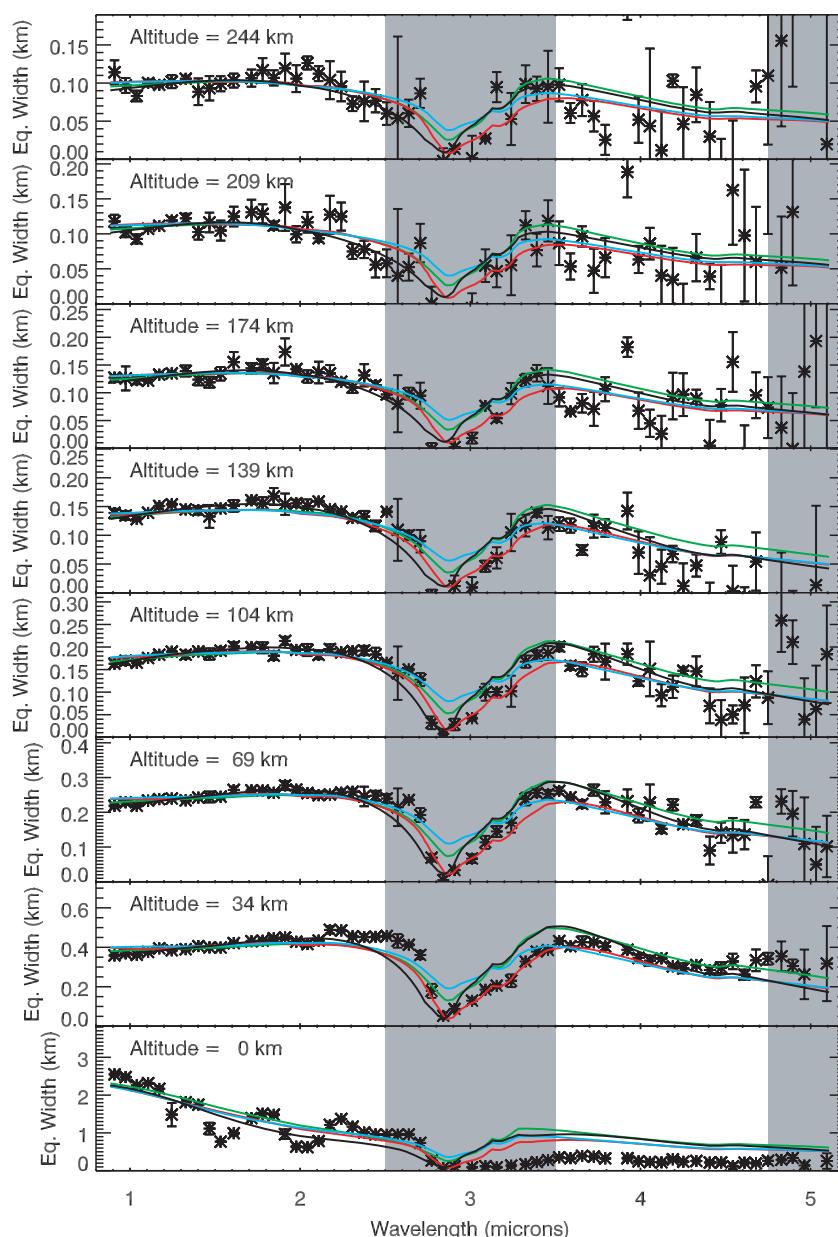 Altitude = 244 km
Eq. Width (km)
0.15
0.10
0.05
0.00
Altitude = 209 km
Eq. Width (km)
0.20
0.15
0.10
0.05
0.00
Altitude = 174 km
Eq. Width (km)
0.25
0.20
0.15
0.10
0.05
0.00
Altitude = 139 km
Eq. Width (km)
0.25
0.20
0.15
0.10
0.05
0.00
Altitude = 104 km
Eq. Width (km)
0.30
0.25
0.20
0.15
0.10
0.05
0.00
Altitude = 69 km
Eq. Width (km)
0.4
0.3
0.2
0.1
0.0
Altitude = 34 km
Eq. Width (km)
0.6
0.4
0.2
0.0
Altitude = 0 km
Eq. Width (km)
3
2
1
0
1 2 3 4 5
Wavelength (microns)